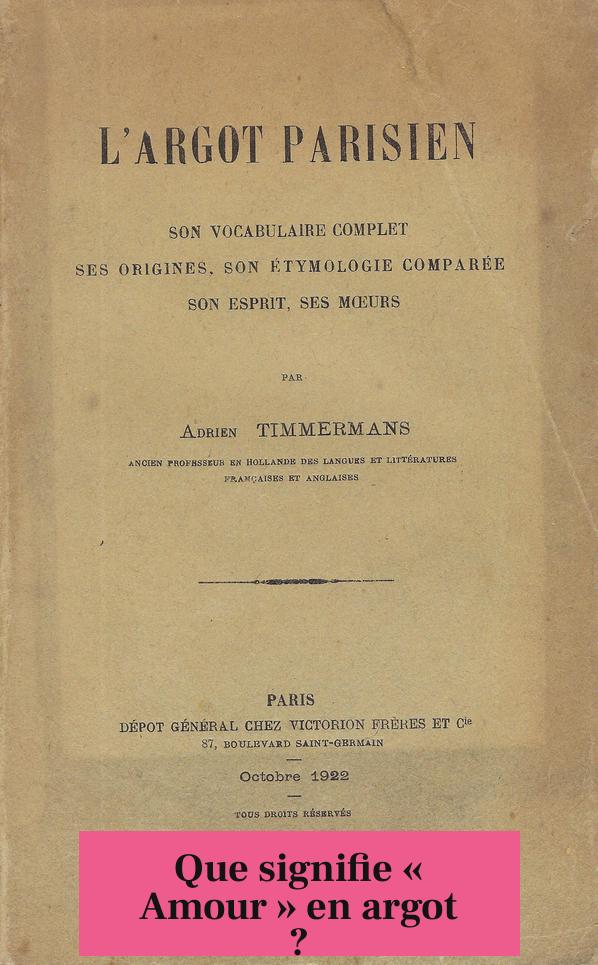 L'ARGOT PARISIEN
SON VOCABULAIRE COMPLET
SES ORIGINES, SON ÉTYMOLOGIE COMPARÉE
SON ESPRIT, SES MŒURS
PAR
ADRIEN TIMMERMANS
ANCIEN PROFESSEUR EN HOLLANDE DES LANGUES ET LITTÉRATURES
FRANÇAISES ET ANGLAISES
PARIS
DÉPOT GÉNÉRAL CHEZ VICTORION FRÈRES ET Cie
87, BOULEVARD SAINT-GERMAIN
Octobre 1922
TOUS DROITS RÉSERVÉS
Que signifie «
Amour » en argot
?